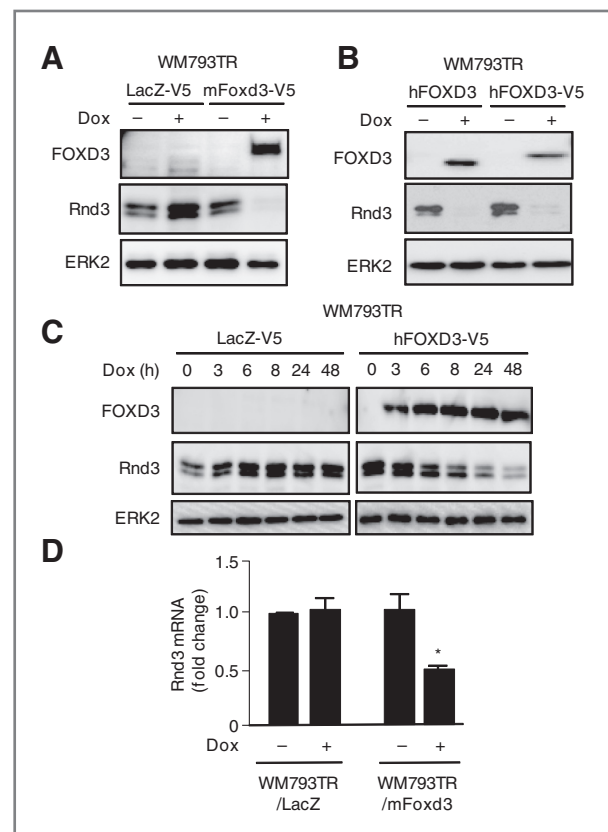 A
WM793TR
LacZ-V5 mFoxd3-V5
Dox − + − +
FOXD3
Rnd3
ERK2
B
WM793TR
hFOXD3 hFOXD3-V5
Dox − + − +
FOXD3
Rnd3
ERK2
WM793TR
C
LacZ-V5 hFOXD3-V5
Dox (h) 0 3 6 8 24 48 0 3 6 8 24 48
FOXD3
Rnd3
ERK2
D
Rnd3 mRNA
(fold change)
1.5
1.0
0.5
0
*
Dox − + − +
WM793TR WM793TR
/LacZ /mFoxd3